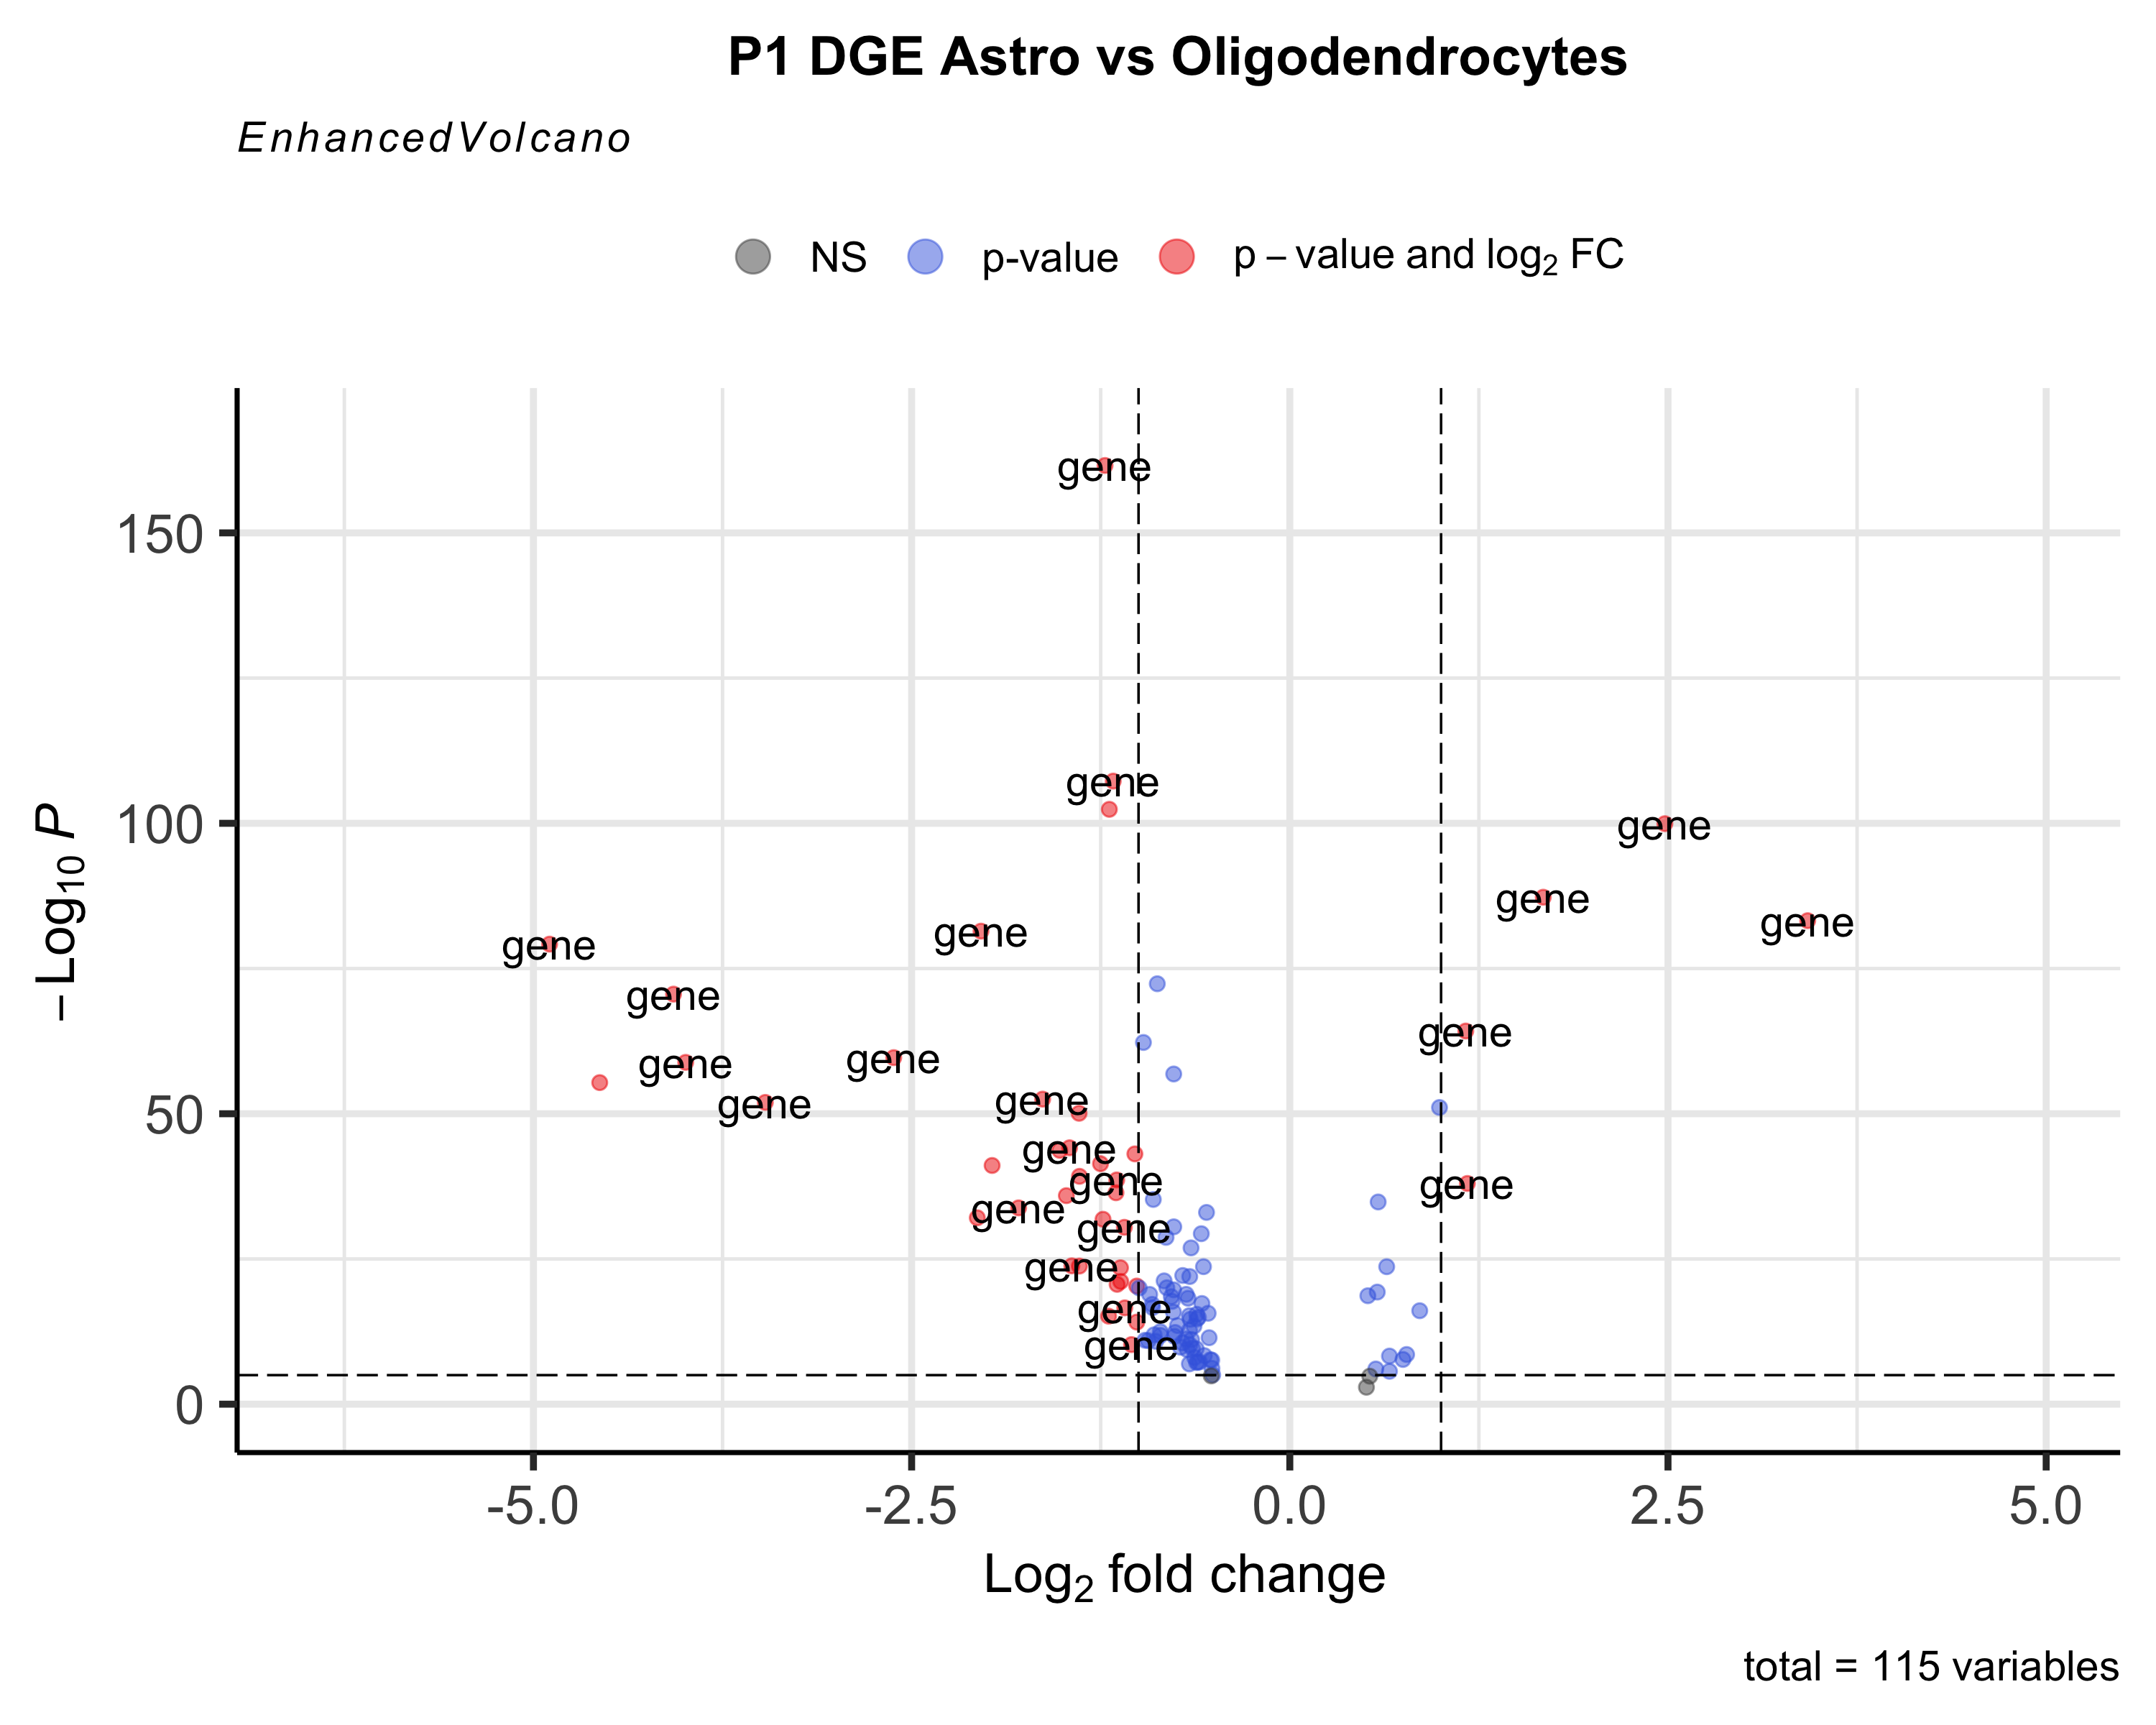 P1 DGE Astro vs Oligodendrocytes
EnhancedVolcano
NS p-value p – value and log₂ FC
gene
150
gene
100
gene
gene
gene
gene
gene
gene
gene
gene
gene
gene
50
gene
gene
gene
gene
gene
gene
gene
gene
gene
0
– Log₁₀ P
-5.0 -2.5 0.0 2.5 5.0
Log₂ fold change
total = 115 variables